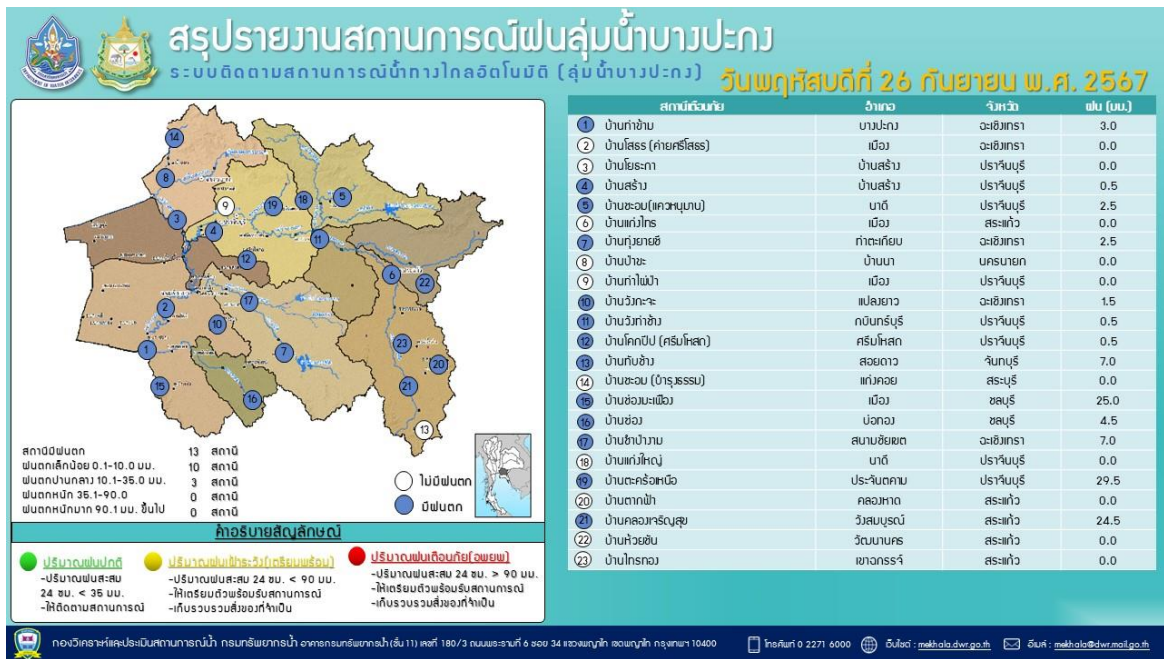 สรุปรายงานสถานการณ์ฝนลุ่มน้ำบางปะกง
ระบบติดตามสถานการณ์น้ำทางไกลอัตโนมัติ (ลุ่มน้ำบางปะกง)
วันพฤหัสบดีที่ 26 กันยายน พ.ศ. 2567
สถานีเตือนภัย อำเภอ จังหวัด ฝน (มม.)
1 บ้านท่าข้าม บางปะกง ฉะเชิงเทรา 3.0
2 บ้านโสธร (ค่ายศรีโสธร) เมือง ฉะเชิงเทรา 0.0
3 บ้านโยธะกา บ้านสร้าง ปราจีนบุรี 0.0
4 บ้านสร้าง บ้านสร้าง ปราจีนบุรี 0.5
5 บ้านชะอม(แควหนุมาน) นาดี ปราจีนบุรี 2.5
6 บ้านแก่งไทร เมือง สระแก้ว 0.0
7 บ้านทุ่งยายชี ท่าตะเกียบ ฉะเชิงเทรา 2.5
8 บ้านป่าขะ บ้านนา นครนายก 0.0
9 บ้านท่าไผ่ป่า เมือง ปราจีนบุรี 0.0
10 บ้านวังกะจะ แปลงยาว ฉะเชิงเทรา 1.5
11 บ้านวังท่าช้าง กบินทร์บุรี ปราจีนบุรี 0.5
12 บ้านโคกปีป (ศรีมโหสถ) ศรีมโหสถ ปราจีนบุรี 0.5
13 บ้านทับช้าง สอยดาว จันทบุรี 7.0
14 บ้านชะอม (บำรุงธรรม) แก่งคอย สระบุรี 0.0
15 บ้านช่องมะเฟือง เมือง ชลบุรี 25.0
16 บ้านช่อง บ่อทอง ชลบุรี 4.5
17 บ้านชำป่างาม สนามชัยเขต ฉะเชิงเทรา 7.0
18 บ้านแก่งใหญ่ นาดี ปราจีนบุรี 0.0
19 บ้านตะคร้อเหนือ ประจันตคาม ปราจีนบุรี 29.5
20 บ้านตากฟ้า คลองหาด สระแก้ว 0.0
21 บ้านคลองเจริญสุข วังสมบูรณ์ สระแก้ว 24.5
22 บ้านห้วยชัน วัฒนานคร สระแก้ว 0.0
23 บ้านไทรทอง เขาฉกรรจ์ สระแก้ว 0.0
14
8
9
19
18
5
3
4
11
12
6
22
17
2
10
7
23
20
1
15
16
21
13
สถานีมีฝนตก 13 สถานี
ฝนตกเล็กน้อย 0.1-10.0 มม. 10 สถานี
ฝนตกปานกลาง 10.1-35.0 มม. 3 สถานี
ฝนตกหนัก 35.1-90.0 0 สถานี
ฝนตกหนักมาก 90.1 มม. ขึ้นไป 0 สถานี
ไม่มีฝนตก
มีฝนตก
คำอธิบายสัญลักษณ์
ปริมาณฝนปกติ
-ปริมาณฝนสะสม
24 ชม. < 35 มม.
-ให้ติดตามสถานการณ์
ปริมาณฝนเฝ้าระวัง(เตรียมพร้อม)
-ปริมาณฝนสะสม 24 ชม. < 90 มม.
-ให้เตรียมตัวพร้อมรับสถานการณ์
-เก็บรวบรวมสิ่งของที่จำเป็น
ปริมาณฝนเตือนภัย(อพยพ)
-ปริมาณฝนสะสม 24 ชม. > 90 มม.
-ให้เตรียมตัวพร้อมรับสถานการณ์
-เก็บรวบรวมสิ่งของที่จำเป็น
กองวิเคราะห์และประเมินสถานการณ์น้ำ กรมทรัพยากรน้ำ อาคารกรมทรัพยากรน้ำ (ชั้น 11) เลขที่ 180/3 ถนนพระรามที่ 6 ซอย 34 แขวงพญาไท เขตพญาไท กรุงเทพฯ 10400
โทรศัพท์ 0 2271 6000
เว็บไซต์ : mekhala.dwr.go.th
อีเมล์ : mekhala@dwr.mail.go.th